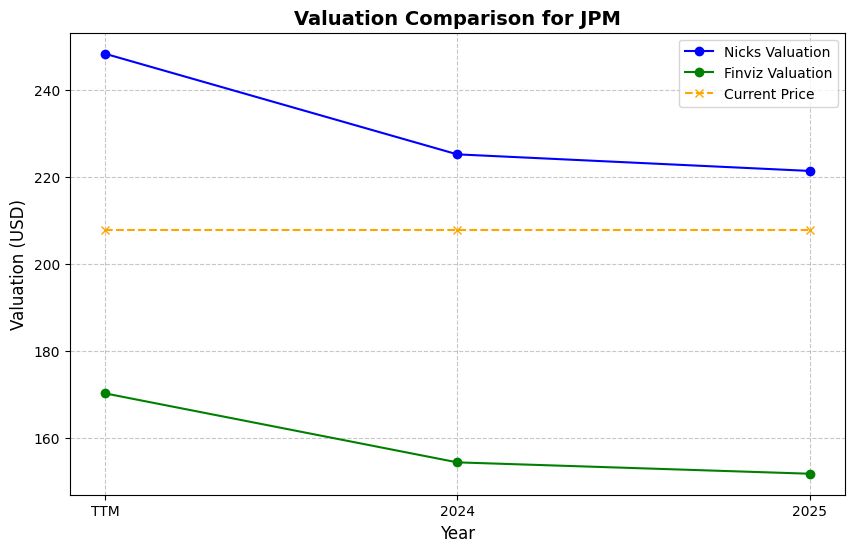 Valuation Comparison for JPM
Nicks Valuation
Finviz Valuation
Current Price
Valuation (USD)
240
220
200
180
160
TTM
2024
2025
Year